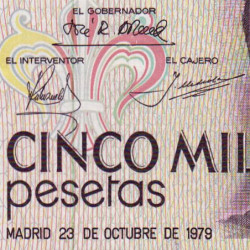 EL GOBERNADOR
EL INTERVENTOR EL CAJERO
CINCO MIL
pesetas
MADRID 23 DE OCTUBRE DE 1979